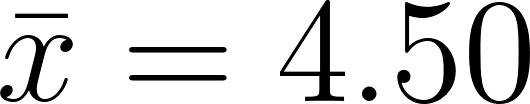 x̄ = 4.50